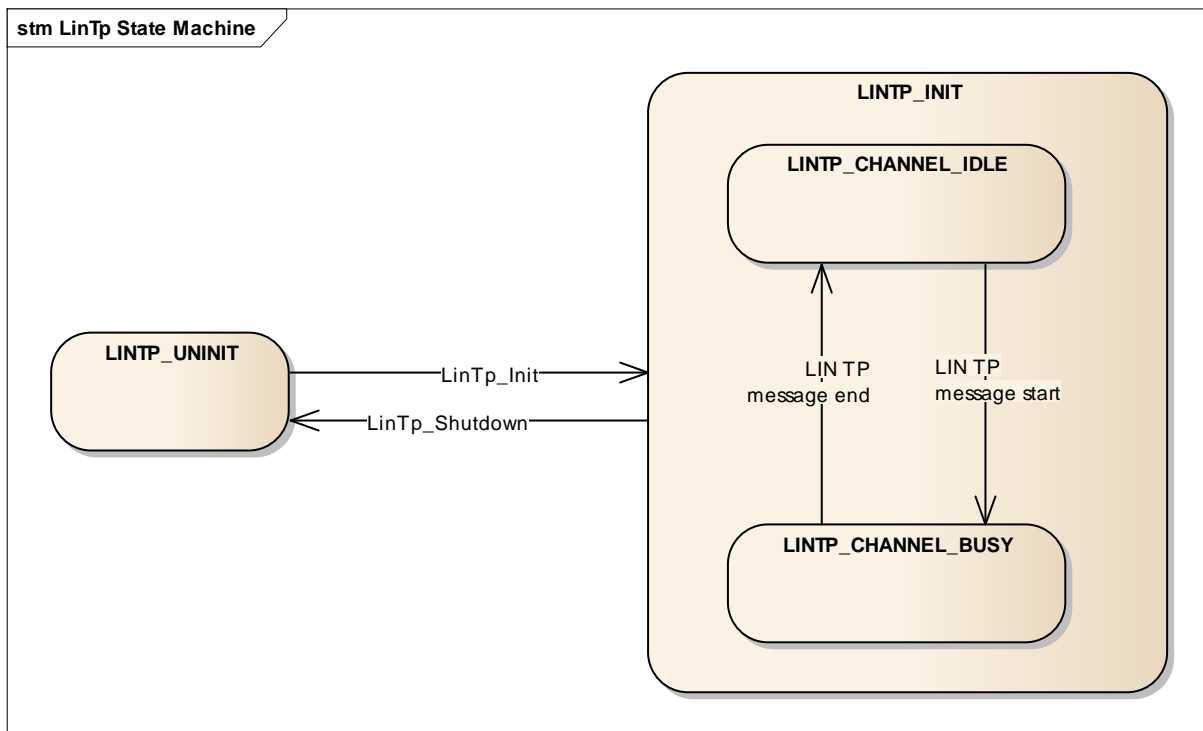 stm LinTp State Machine
LINTP_INIT
LINTP_CHANNEL_IDLE
LINTP_UNINIT
LinTp_Init
LinTp_Shutdown
LIN TP
message end
LIN TP
message start
LINTP_CHANNEL_BUSY